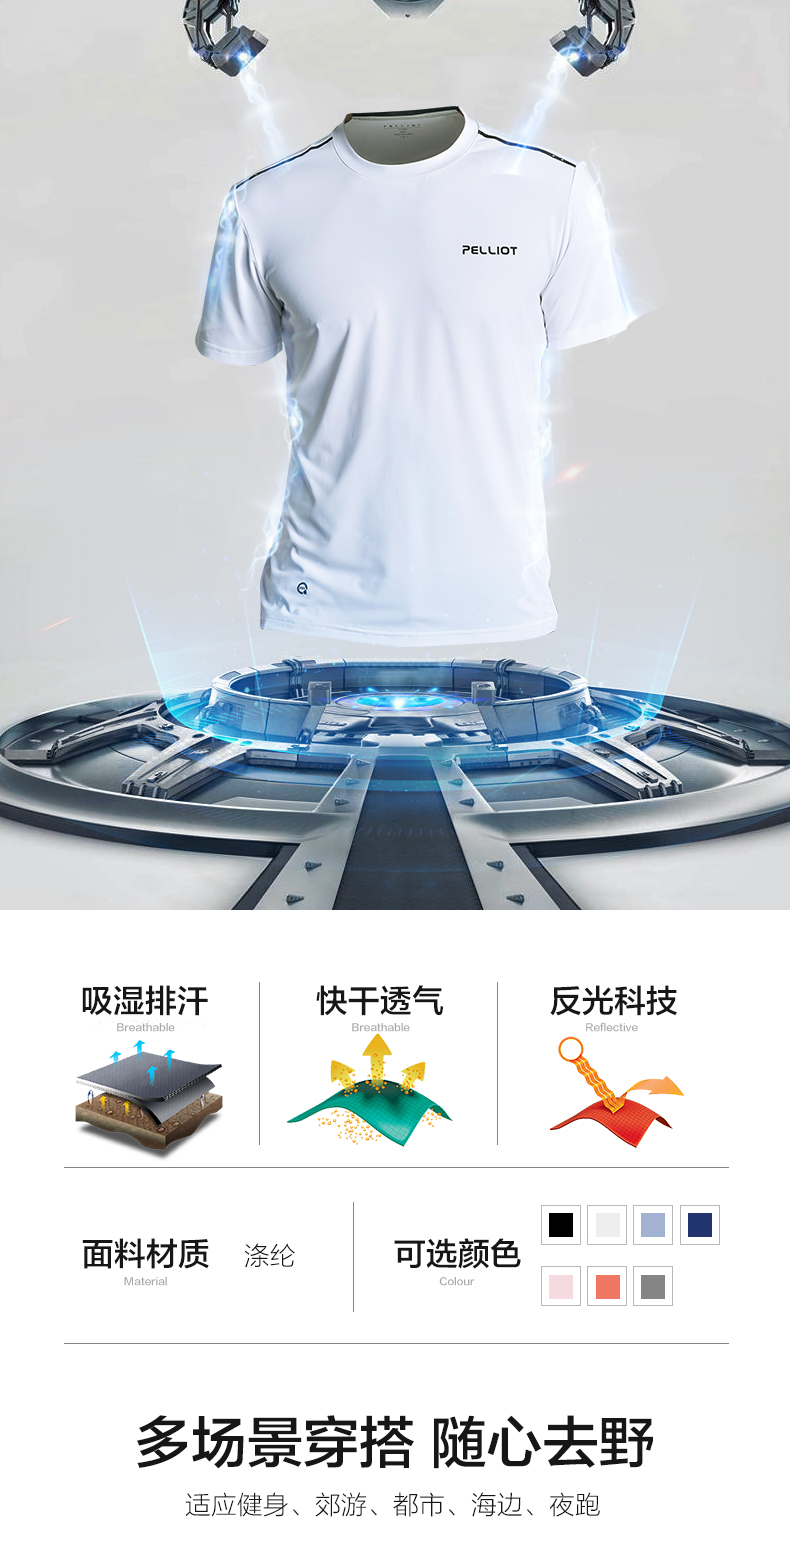 PELLIOT
PELLIOT
吸湿排汗
Breathable
快干透气
Breathable
反光科技
Reflective
面料材质
Material
涤纶
可选颜色
Colour
多场景穿搭 随心去野
适应健身、郊游、都市、海边、夜跑